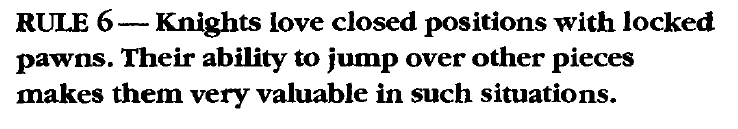 RULE 6 — Knights love closed positions with locked
pawns. Their ability to jump over other pieces
makes them very valuable in such situations.